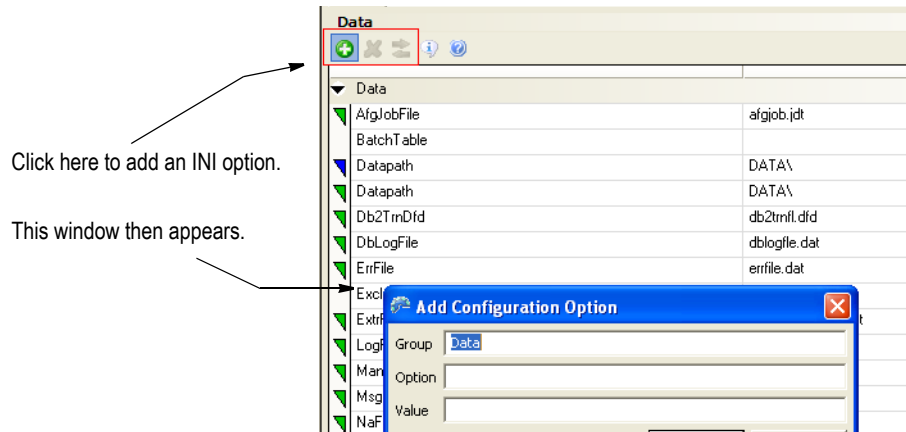 Data
Data
AfgJobFile afgjob.jdt
BatchTable
Click here to add an INI option.
Datapath DATA\
Datapath DATA\
Db2TrnDfd db2trnfl.dfd
This window then appears.
DbLogFile dblogfle.dat
ErrFile errfile.dat
Add Configuration Option
Group Data
Option
Value